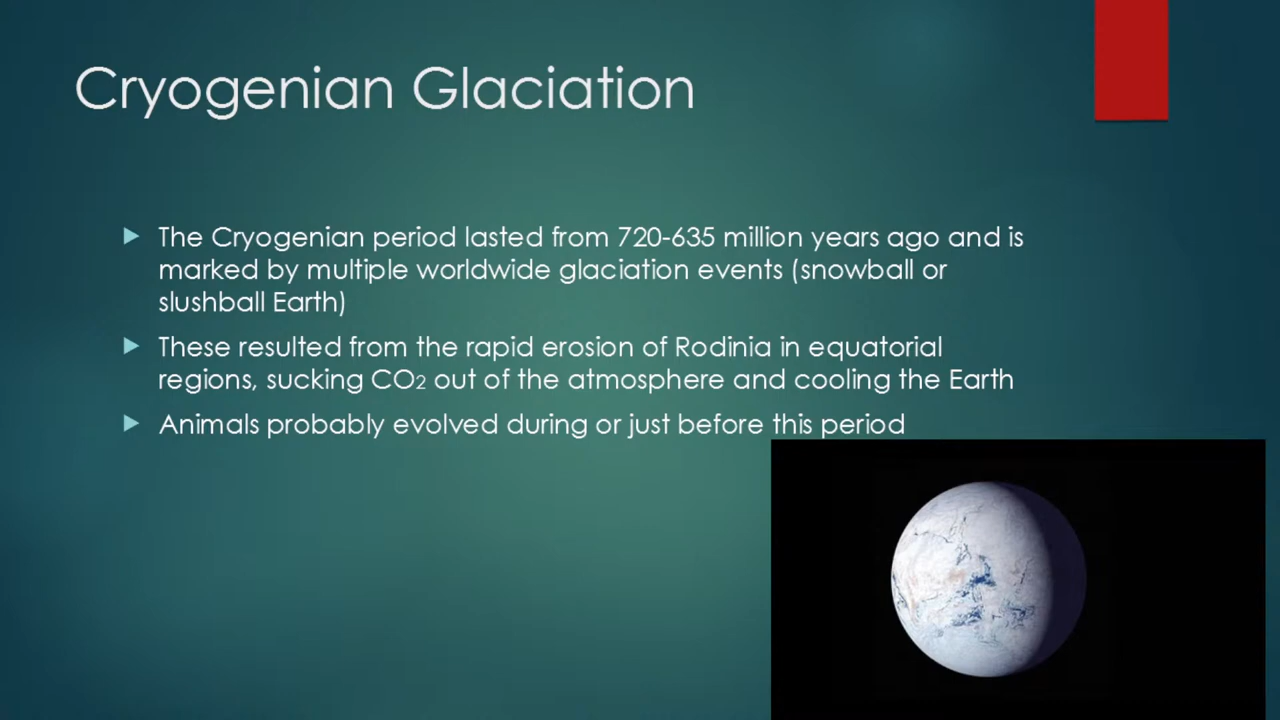 Cryogenian Glaciation
The Cryogenian period lasted from 720-635 million years ago and is
marked by multiple worldwide glaciation events (snowball or
slushball Earth)
These resulted from the rapid erosion of Rodinia in equatorial
regions, sucking CO2 out of the atmosphere and cooling the Earth
Animals probably evolved during or just before this period